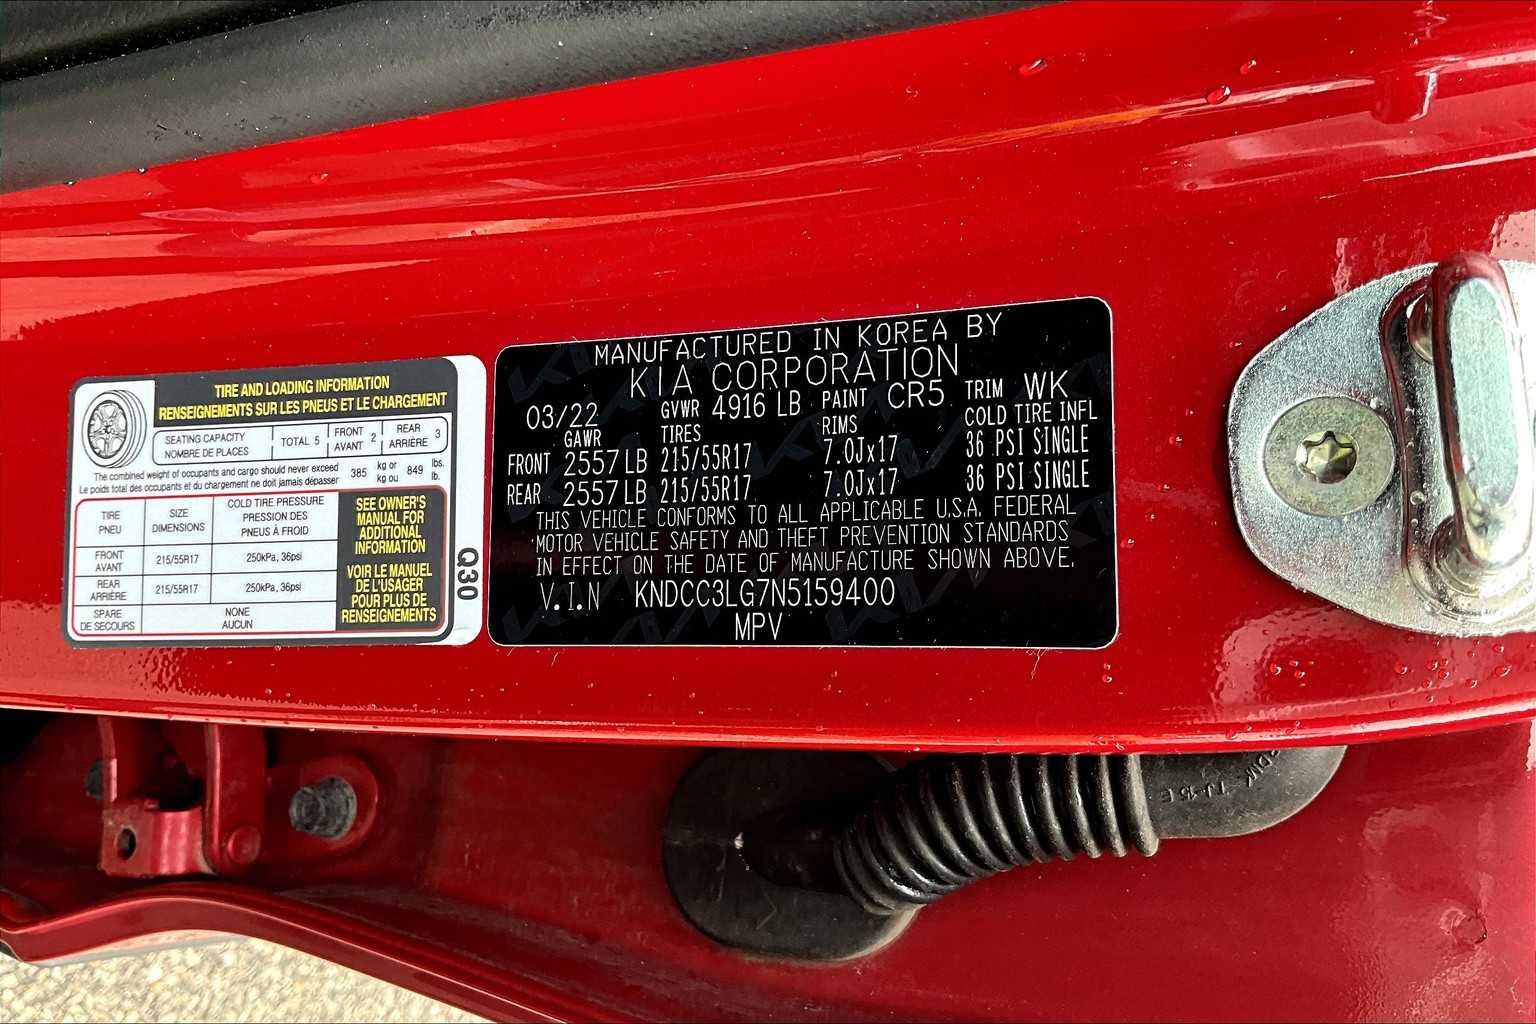 TIRE AND LOADING INFORMATION
RENSEIGNEMENTS SUR LES PNEUS ET LE CHARGEMENT
SEATING CAPACITY
NOMBRE DE PLACES
TOTAL 5
FRONT
AVANT 2
REAR
ARRIÈRE 3
The combined weight of occupants and cargo should never exceed
Le poids total des occupants et du chargement ne doit jamais dépasser
385 kg or
kg ou
849 lbs.
lb.
TIRE
PNEU
SIZE
DIMENSIONS
COLD TIRE PRESSURE
PRESSION DES
PNEUS À FROID
FRONT
AVANT
215/55R17
250kPa, 36psi
REAR
ARRIÈRE
215/55R17
250kPa, 36psi
SPARE
DE SECOURS
NONE
AUCUN
SEE OWNER'S
MANUAL FOR
ADDITIONAL
INFORMATION
VOIR LE MANUEL
DE L'USAGER
POUR PLUS DE
RENSEIGNEMENTS
Q30
MANUFACTURED IN KOREA BY
KIA CORPORATION
03/22 GVWR 4916 LB PAINT CR5 TRIM WK
GAWR TIRES RIMS COLD TIRE INFL
FRONT 2557LB 215/55R17 7.0Jx17 36 PSI SINGLE
REAR 2557LB 215/55R17 7.0Jx17 36 PSI SINGLE
THIS VEHICLE CONFORMS TO ALL APPLICABLE U.S.A. FEDERAL
MOTOR VEHICLE SAFETY AND THEFT PREVENTION STANDARDS
IN EFFECT ON THE DATE OF MANUFACTURE SHOWN ABOVE.
V.I.N KNDCC3LG7N5159400
MPV